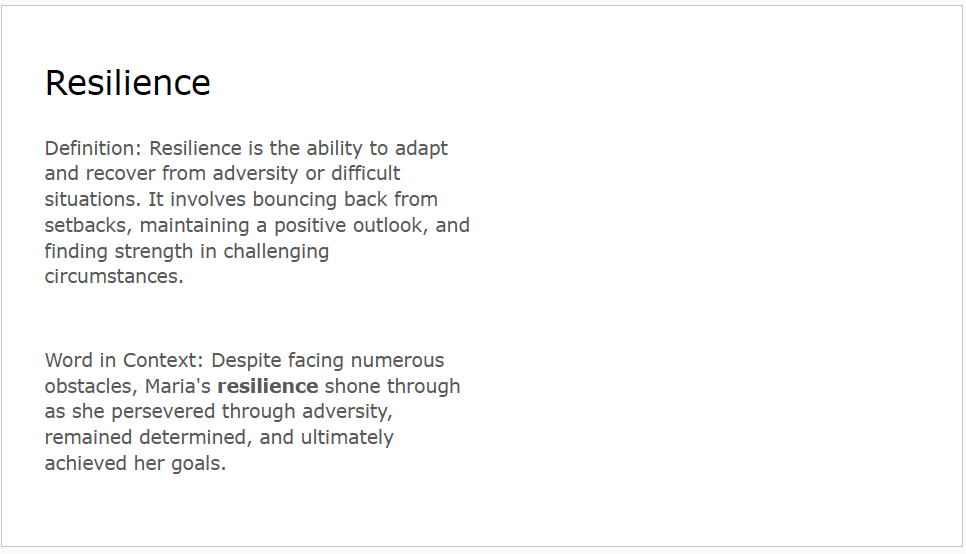 Resilience
Definition: Resilience is the ability to adapt
and recover from adversity or difficult
situations. It involves bouncing back from
setbacks, maintaining a positive outlook, and
finding strength in challenging
circumstances.
Word in Context: Despite facing numerous
obstacles, Maria's resilience shone through
as she persevered through adversity,
remained determined, and ultimately
achieved her goals.